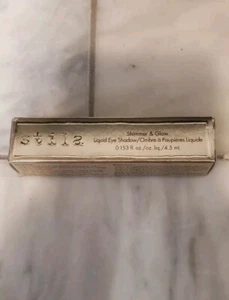 stila
Shimmer & Glow
Liquid Eye Shadow/Ombre à Paupières Liquide
0.153 fl. oz./oz. liq./4.5 ml